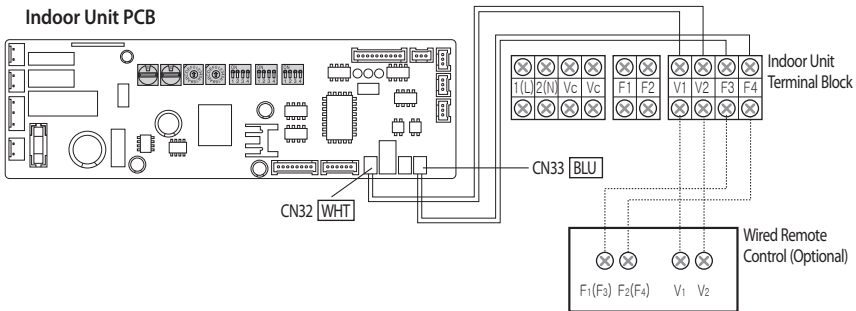 Indoor Unit PCB
1(L) 2(N) Vc Vc F1 F2 V1 V2 F3 F4
Indoor Unit
Terminal Block
CN33 BLU
CN32 WHT
Wired Remote
Control (Optional)
F1(F3) F2(F4) V1 V2